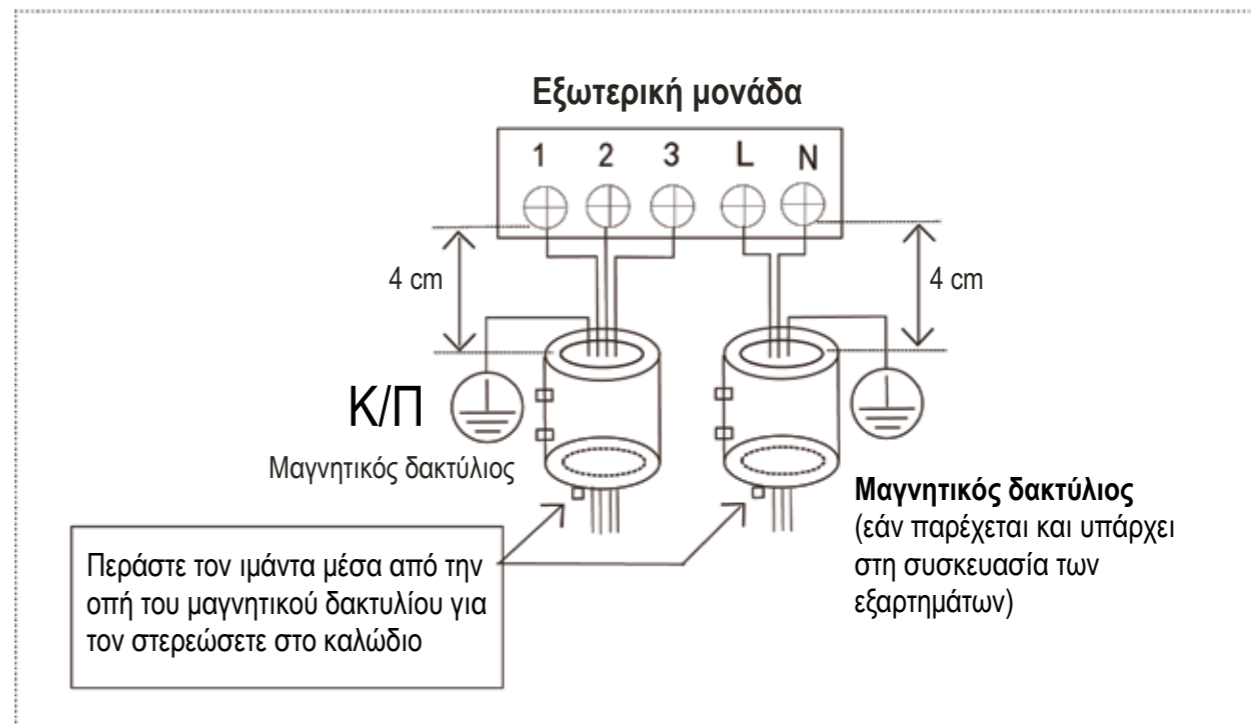 Εξωτερική μονάδα
1 2 3 L N
4 cm
4 cm
Κ/Π
Μαγνητικός δακτύλιος
Μαγνητικός δακτύλιος
(εάν παρέχεται και υπάρχει
στη συσκευασία των
εξαρτημάτων)
Περάστε τον ιμάντα μέσα από την
οπή του μαγνητικού δακτυλίου για
τον στερεώσετε στο καλώδιο